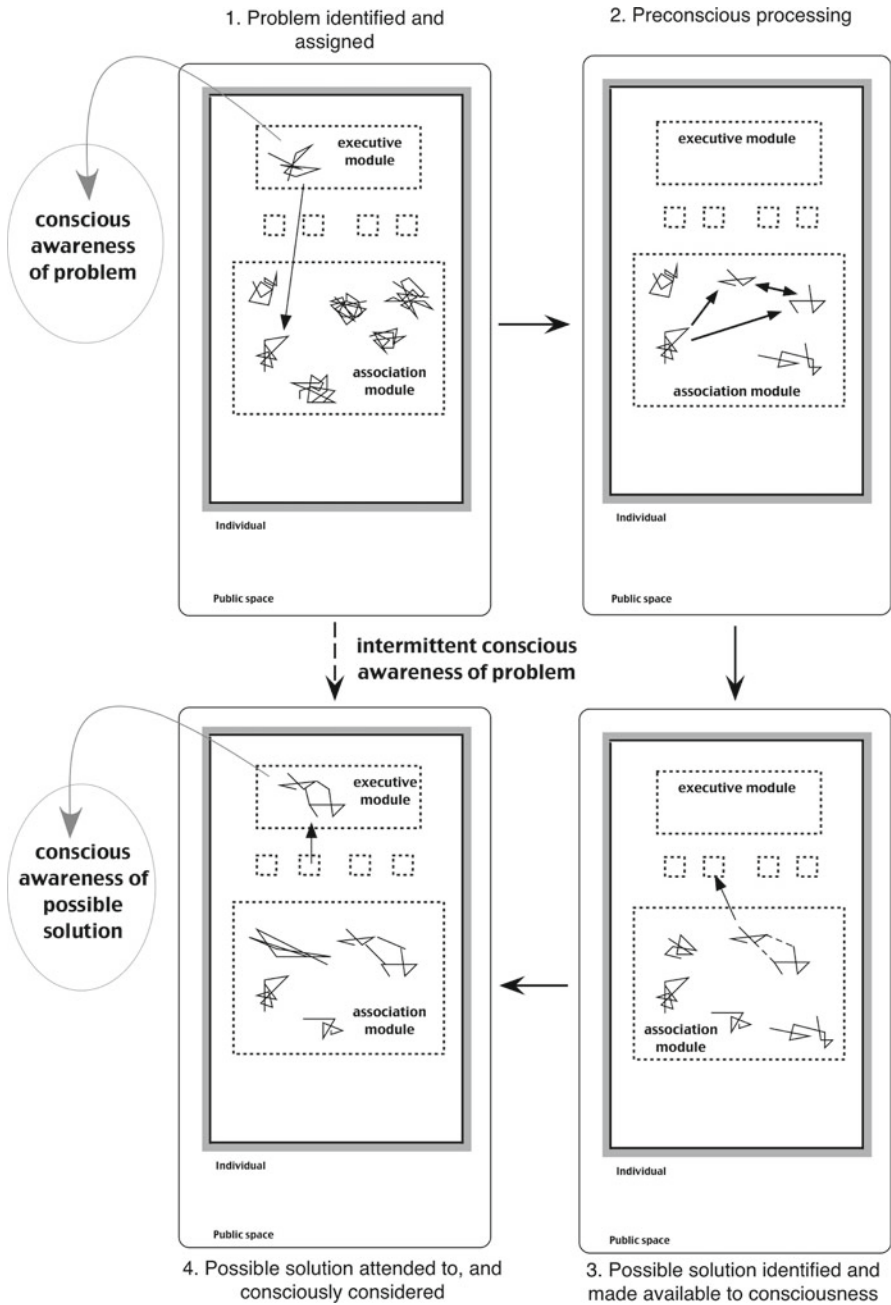 1. Problem identified and
assigned
executive
module
conscious
awareness
of problem
association
module
Individual
Public space
2. Preconscious processing
executive module
association module
Individual
Public space
intermittent conscious
awareness of problem
executive module
association
module
Individual
Public space
3. Possible solution identified and
made available to consciousness
executive
module
conscious
awareness of
possible
solution
association
module
Individual
Public space
4. Possible solution attended to, and
consciously considered